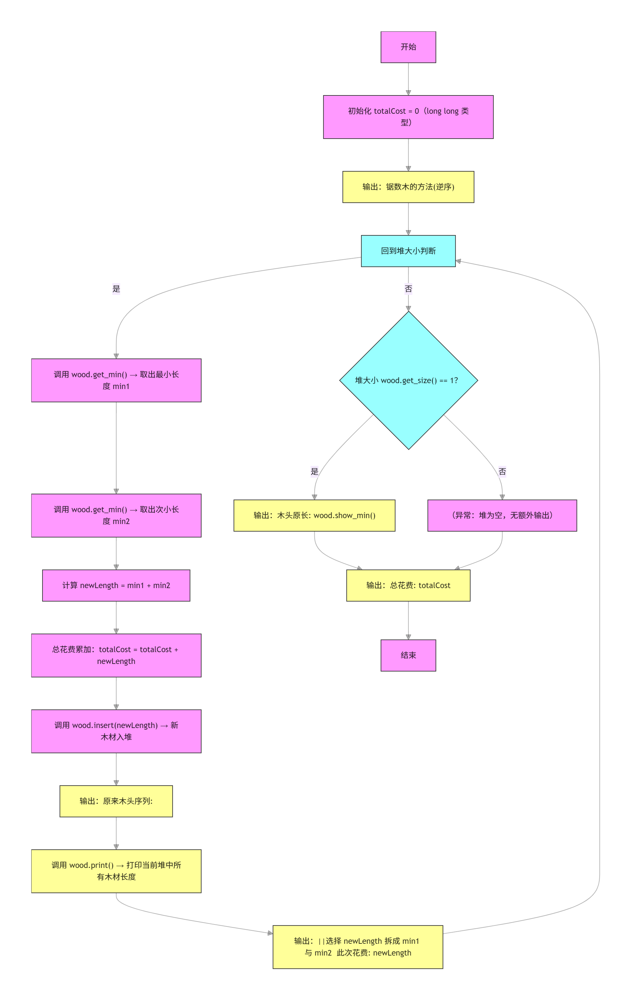 开始
初始化 totalCost = 0（long long 类
型）
输出：锯数木的方法(逆序)
回到堆大小判断
是
否
调用 wood.get_min() → 取出最小长
度 min1
堆大小 wood.get_size() == 1?
是
否
调用 wood.get_min() → 取出次小长
度 min2
输出：木头原长: wood.show_min()
（异常：堆为空，无额外输出）
计算 newLength = min1 + min2
输出：总花费: totalCost
总花费累加：totalCost = totalCost +
newLength
结束
调用 wood.insert(newLength) → 新
木材入堆
输出：原来木头序列:
调用 wood.print() → 打印当前堆中所
有木材长度
输出：||选择 newLength 拆成 min1
与 min2 此次花费: newLength